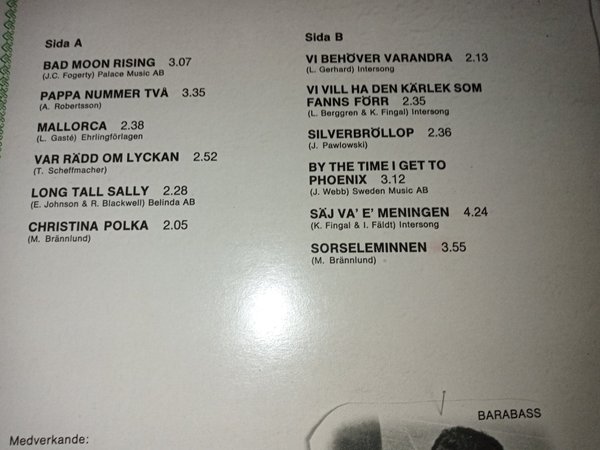 Sida A
BAD MOON RISING 3.07
(J.C. Fogerty) Palace Music AB
PAPPA NUMMER TVÅ 3.35
(A. Robertsson)
MALLORCA 2.38
(L. Gasté) Ehrlingförlagen
VAR RÄDD OM LYCKAN 2.52
(T. Scheffmacher)
LONG TALL SALLY 2.28
(E. Johnson & R. Blackwell) Belinda AB
CHRISTINA POLKA 2.05
(M. Brännlund)
Sida B
VI BEHÖVER VARANDRA 2.13
(L. Gerhard) Intersong
VI VILL HA DEN KÄRLEK SOM
FANNS FÖRR 2.35
(L. Berggren & K. Fingal) Intersong
SILVERBRÖLLOP 2.36
(J. Pawlowski)
BY THE TIME I GET TO
PHOENIX 3.12
(J. Webb) Sweden Music AB
SÄJ VA' E' MENINGEN 4.24
(K. Fingal & I. Fäldt) Intersong
SORSELEMINNEN 3.55
(M. Brännlund)
BARABASS
Medverkande: